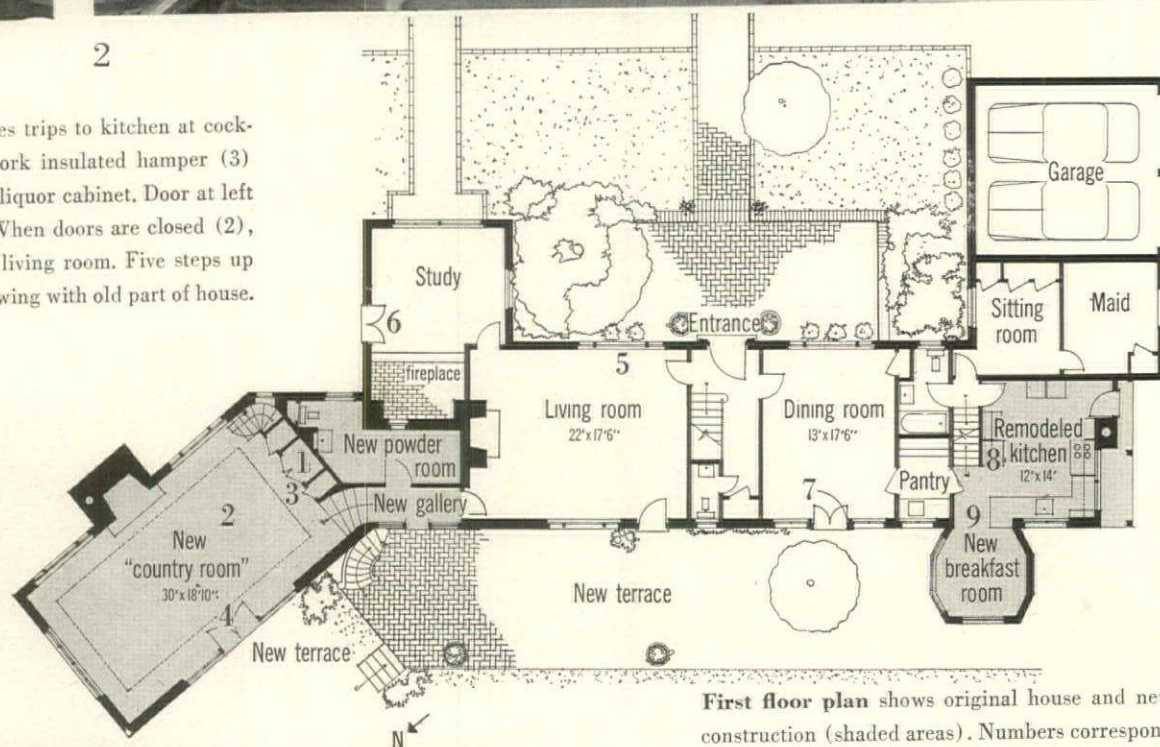 2
es trips to kitchen at cock-
ork insulated hamper (3)
liquor cabinet. Door at left
When doors are closed (2),
living room. Five steps up
wing with old part of house.
Garage
Study
6
Sitting
room
Maid
Entrance
5
fireplace
Living room
22' x 17'6"
Dining room
13' x 17'6"
Remodeled
kitchen
12' x 14'
8
New powder
room
1
3
Pantry
New gallery
7
2
New
"country room"
30' x 18'10"
9
New
breakfast
room
4
New terrace
New terrace
N
First floor plan shows original house and ne
construction (shaded areas). Numbers correspon